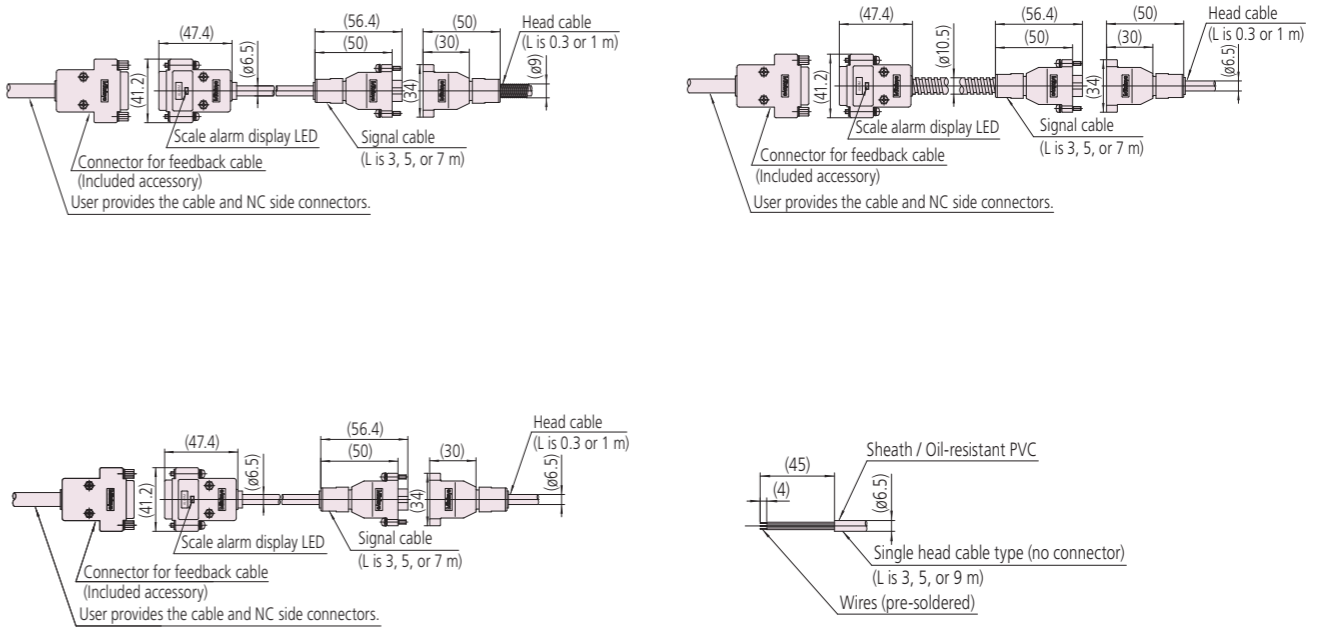 (56.4)
(50)
(47.4)
(50)
(30)
Head cable
(L is 0.3 or 1 m)
(ø6.5)
(ø9)
(41.2)
(34)
Scale alarm display LED
Signal cable
(L is 3, 5, or 7 m)
Connector for feedback cable
(Included accessory)
User provides the cable and NC side connectors.
(47.4)
(56.4)
(50)
(50)
(30)
Head cable
(L is 0.3 or 1 m)
(ø10.5)
(ø6.5)
(41.2)
(34)
Scale alarm display LED
Signal cable
(L is 3, 5, or 7 m)
Connector for feedback cable
(Included accessory)
User provides the cable and NC side connectors.
(56.4)
(47.4)
(50)
(30)
Head cable
(L is 0.3 or 1 m)
(ø6.5)
(ø6.5)
(41.2)
(34)
Scale alarm display LED
Signal cable
(L is 3, 5, or 7 m)
Connector for feedback cable
(Included accessory)
User provides the cable and NC side connectors.
Sheath / Oil-resistant PVC
(45)
(4)
(ø6.5)
Single head cable type (no connector)
(L is 3, 5, or 9 m)
Wires (pre-soldered)